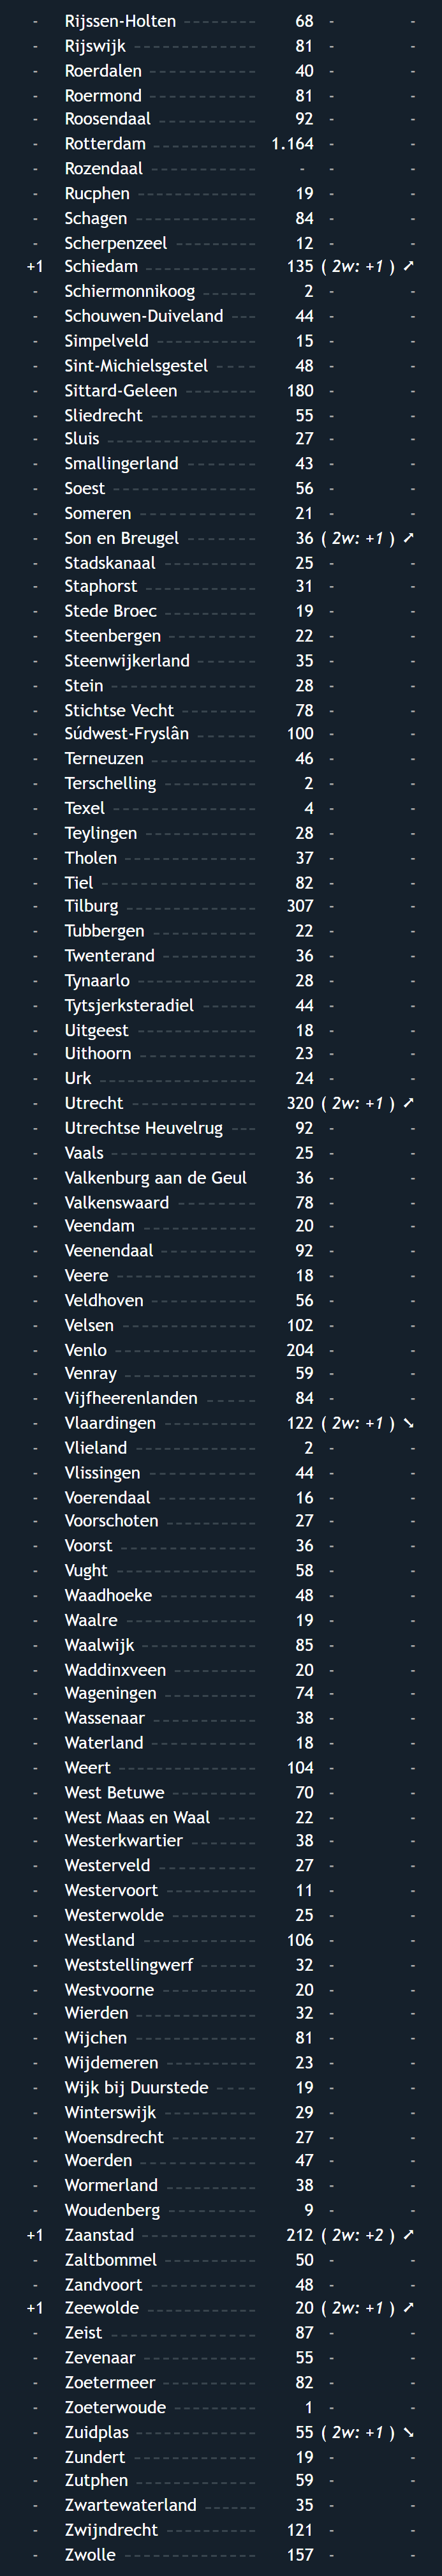 - Rijssen-Holten 68 - -
- Rijswijk 81 - -
- Roerdalen 40 - -
- Roermond 81 - -
- Roosendaal 92 - -
- Rotterdam 1.164 - -
- Rozendaal - - -
- Rucphen 19 - -
- Schagen 84 - -
- Scherpenzeel 12 - -
+1 Schiedam 135 ( 2w: +1 ) ➚
- Schiermonnikoog 2 - -
- Schouwen-Duiveland 44 - -
- Simpelveld 15 - -
- Sint-Michielsgestel 48 - -
- Sittard-Geleen 180 - -
- Sliedrecht 55 - -
- Sluis 27 - -
- Smallingerland 43 - -
- Soest 56 - -
- Someren 21 - -
- Son en Breugel 36 ( 2w: +1 ) ➚
- Stadskanaal 25 - -
- Staphorst 31 - -
- Stede Broec 19 - -
- Steenbergen 22 - -
- Steenwijkerland 35 - -
- Stein 28 - -
- Stichtse Vecht 78 - -
- Súdwest-Fryslân 100 - -
- Terneuzen 46 - -
- Terschelling 2 - -
- Texel 4 - -
- Teylingen 28 - -
- Tholen 37 - -
- Tiel 82 - -
- Tilburg 307 - -
- Tubbergen 22 - -
- Twenterand 36 - -
- Tynaarlo 28 - -
- Tytsjerksteradiel 44 - -
- Uitgeest 18 - -
- Uithoorn 23 - -
- Urk 24 - -
- Utrecht 320 ( 2w: +1 ) ➚
- Utrechtse Heuvelrug 92 - -
- Vaals 25 - -
- Valkenburg aan de Geul 36 - -
- Valkenswaard 78 - -
- Veendam 20 - -
- Veenendaal 92 - -
- Veere 18 - -
- Veldhoven 56 - -
- Velsen 102 - -
- Venlo 204 - -
- Venray 59 - -
- Vijfheerenlanden 84 - -
- Vlaardingen 122 ( 2w: +1 ) ➘
- Vlieland 2 - -
- Vlissingen 44 - -
- Voerendaal 16 - -
- Voorschoten 27 - -
- Voorst 36 - -
- Vught 58 - -
- Waadhoeke 48 - -
- Waalre 19 - -
- Waalwijk 85 - -
- Waddinxveen 20 - -
- Wageningen 74 - -
- Wassenaar 38 - -
- Waterland 18 - -
- Weert 104 - -
- West Betuwe 70 - -
- West Maas en Waal 22 - -
- Westerkwartier 38 - -
- Westerveld 27 - -
- Westervoort 11 - -
- Westerwolde 25 - -
- Westland 106 - -
- Weststellingwerf 32 - -
- Westvoorne 20 - -
- Wierden 32 - -
- Wijchen 81 - -
- Wijdemeren 23 - -
- Wijk bij Duurstede 19 - -
- Winterswijk 29 - -
- Woensdrecht 27 - -
- Woerden 47 - -
- Wormerland 38 - -
- Woudenberg 9 - -
+1 Zaanstad 212 ( 2w: +2 ) ➚
- Zaltbommel 50 - -
- Zandvoort 48 - -
+1 Zeewolde 20 ( 2w: +1 ) ➚
- Zeist 87 - -
- Zevenaar 55 - -
- Zoetermeer 82 - -
- Zoeterwoude 1 - -
- Zuidplas 55 ( 2w: +1 ) ➘
- Zundert 19 - -
- Zutphen 59 - -
- Zwartewaterland 35 - -
- Zwijndrecht 121 - -
- Zwolle 157 - -